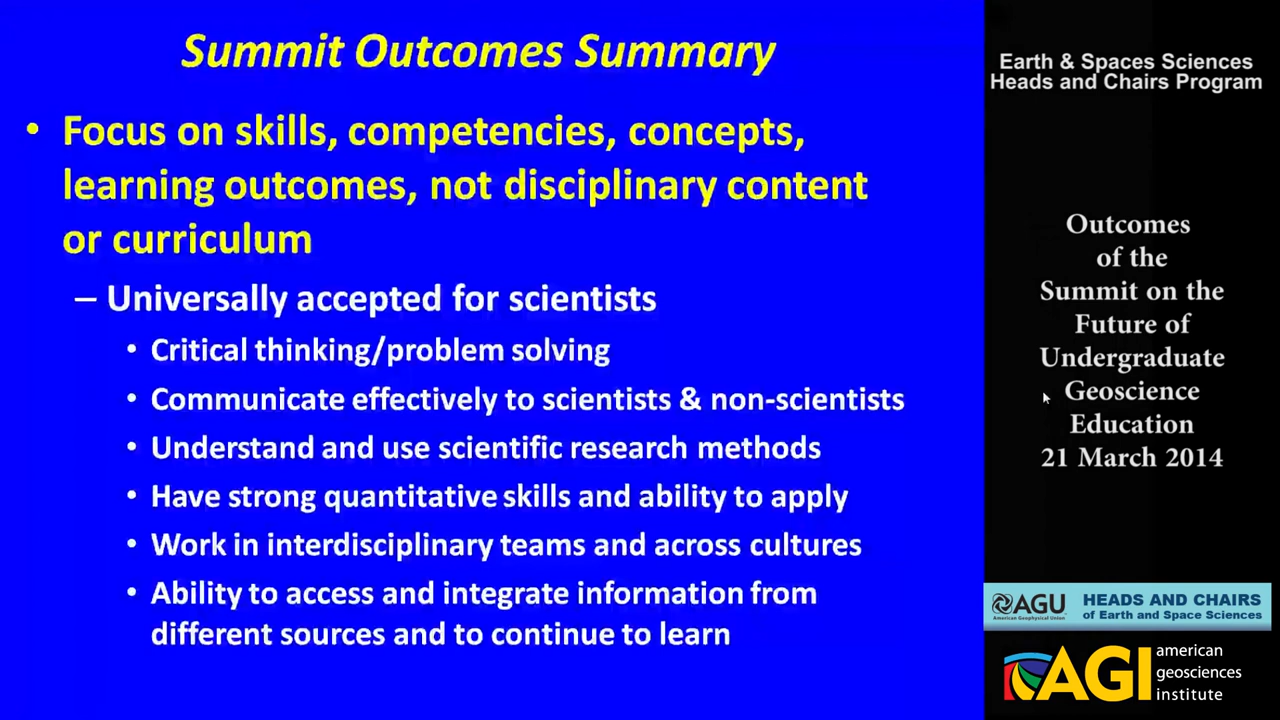 Summit Outcomes Summary
• Focus on skills, competencies, concepts,
learning outcomes, not disciplinary content
or curriculum
– Universally accepted for scientists
• Critical thinking/problem solving
• Communicate effectively to scientists & non-scientists
• Understand and use scientific research methods
• Have strong quantitative skills and ability to apply
• Work in interdisciplinary teams and across cultures
• Ability to access and integrate information from
different sources and to continue to learn
Earth & Spaces Sciences
Heads and Chairs Program
Outcomes
of the
Summit on the
Future of
Undergraduate
Geoscience
Education
21 March 2014
AGU
American Geophysical Union
HEADS AND CHAIRS
of Earth and Space Sciences
AGI
american
geosciences
institute